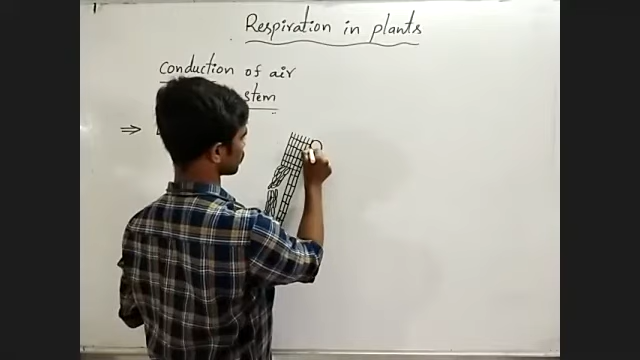 Respiration in plants
Conduction of air
stem
⇒